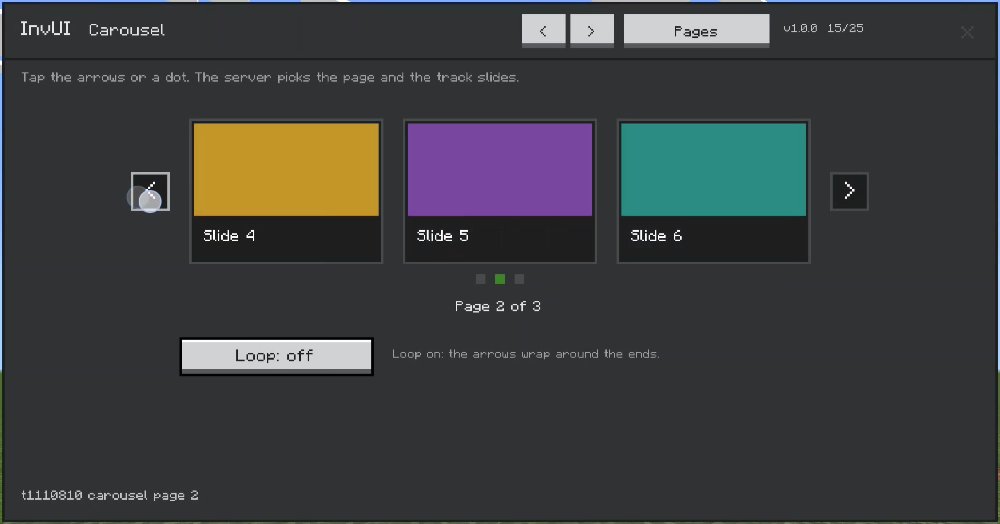 InvUI Carousel < > Pages v1.0.0 15/25 ×
Tap the arrows or a dot. The server picks the page and the track slides.
< >
Slide 4 Slide 5 Slide 6
Page 2 of 3
Loop: off Loop on: the arrows wrap around the ends.
t1110810 carousel page 2